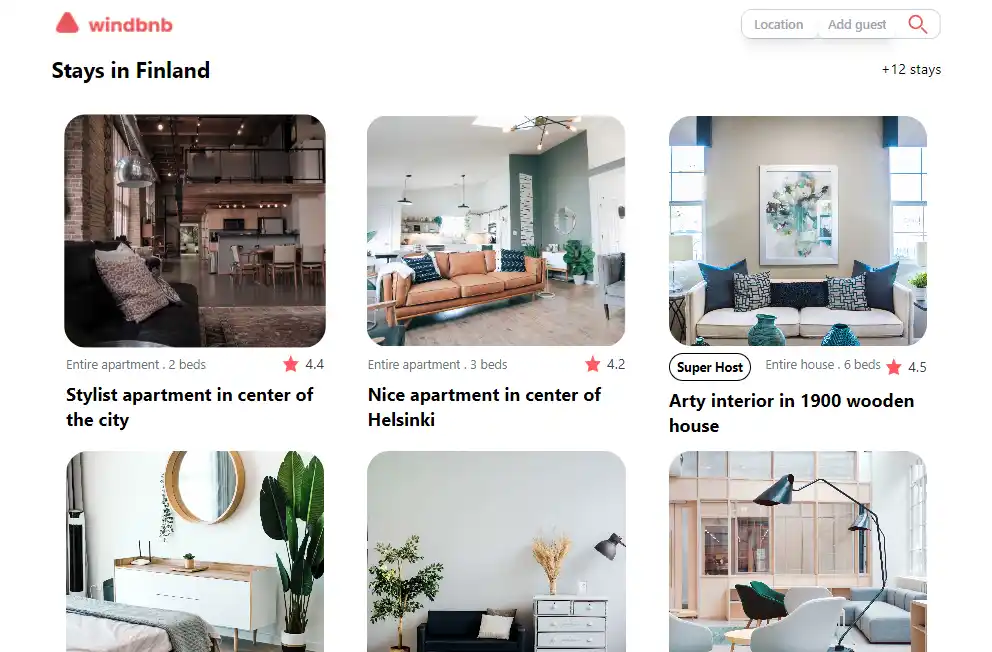 windbnb
Location
Add guest
Stays in Finland
+12 stays
Entire apartment . 2 beds
4.4
Stylist apartment in center of
the city
Entire apartment . 3 beds
4.2
Nice apartment in center of
Helsinki
Super Host
Entire house . 6 beds
4.5
Arty interior in 1900 wooden
house